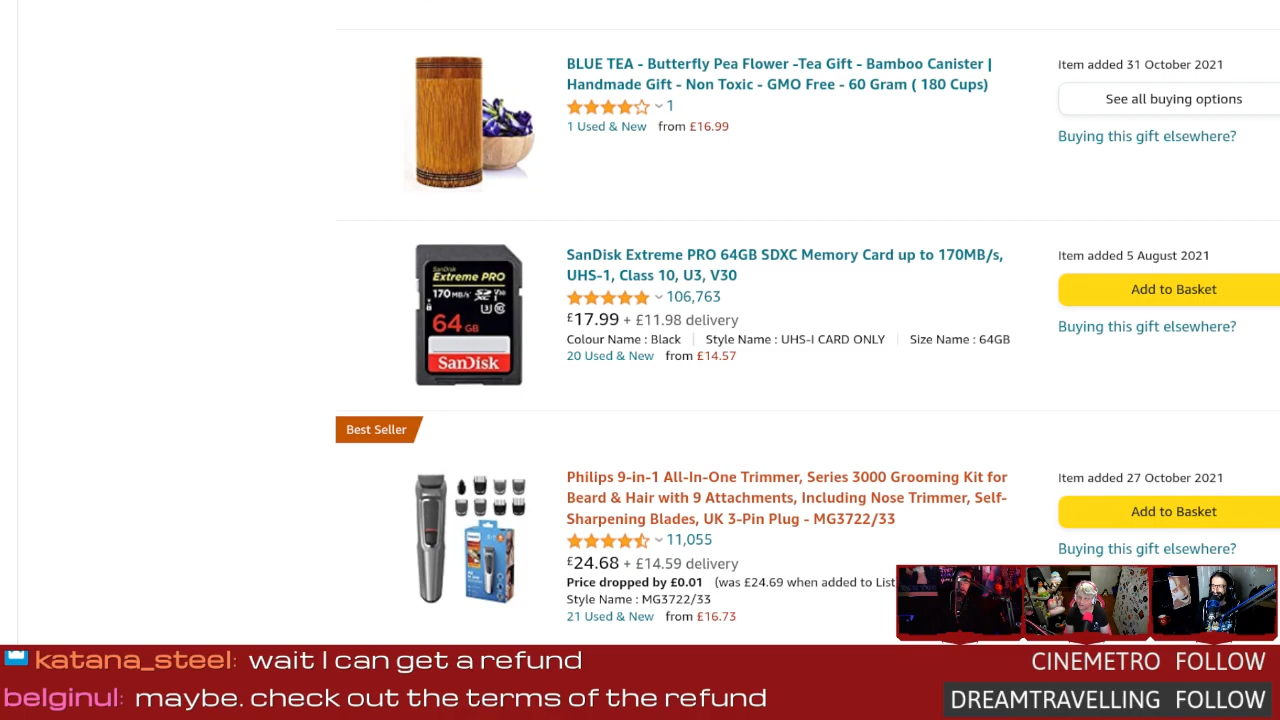 BLUE TEA - Butterfly Pea Flower -Tea Gift - Bamboo Canister |
Handmade Gift - Non Toxic - GMO Free - 60 Gram ( 180 Cups)
1
1 Used & New from £16.99
Item added 31 October 2021
See all buying options
Buying this gift elsewhere?
SanDisk
Extreme PRO
170 MB/s
64 GB
SanDisk
SanDisk Extreme PRO 64GB SDXC Memory Card up to 170MB/s,
UHS-1, Class 10, U3, V30
106,763
£17.99 + £11.98 delivery
Colour Name : Black | Style Name : UHS-I CARD ONLY | Size Name : 64GB
20 Used & New from £14.57
Item added 5 August 2021
Add to Basket
Buying this gift elsewhere?
Best Seller
Philips 9-in-1 All-In-One Trimmer, Series 3000 Grooming Kit for
Beard & Hair with 9 Attachments, Including Nose Trimmer, Self-
Sharpening Blades, UK 3-Pin Plug - MG3722/33
11,055
£24.68 + £14.59 delivery
Price dropped by £0.01 (was £24.69 when added to List
Style Name : MG3722/33
21 Used & New from £16.73
Item added 27 October 2021
Add to Basket
Buying this gift elsewhere?
katana_steel: wait I can get a refund
belginul: maybe. check out the terms of the refund
CINEMETRO FOLLOW
DREAMTRAVELLING FOLLOW